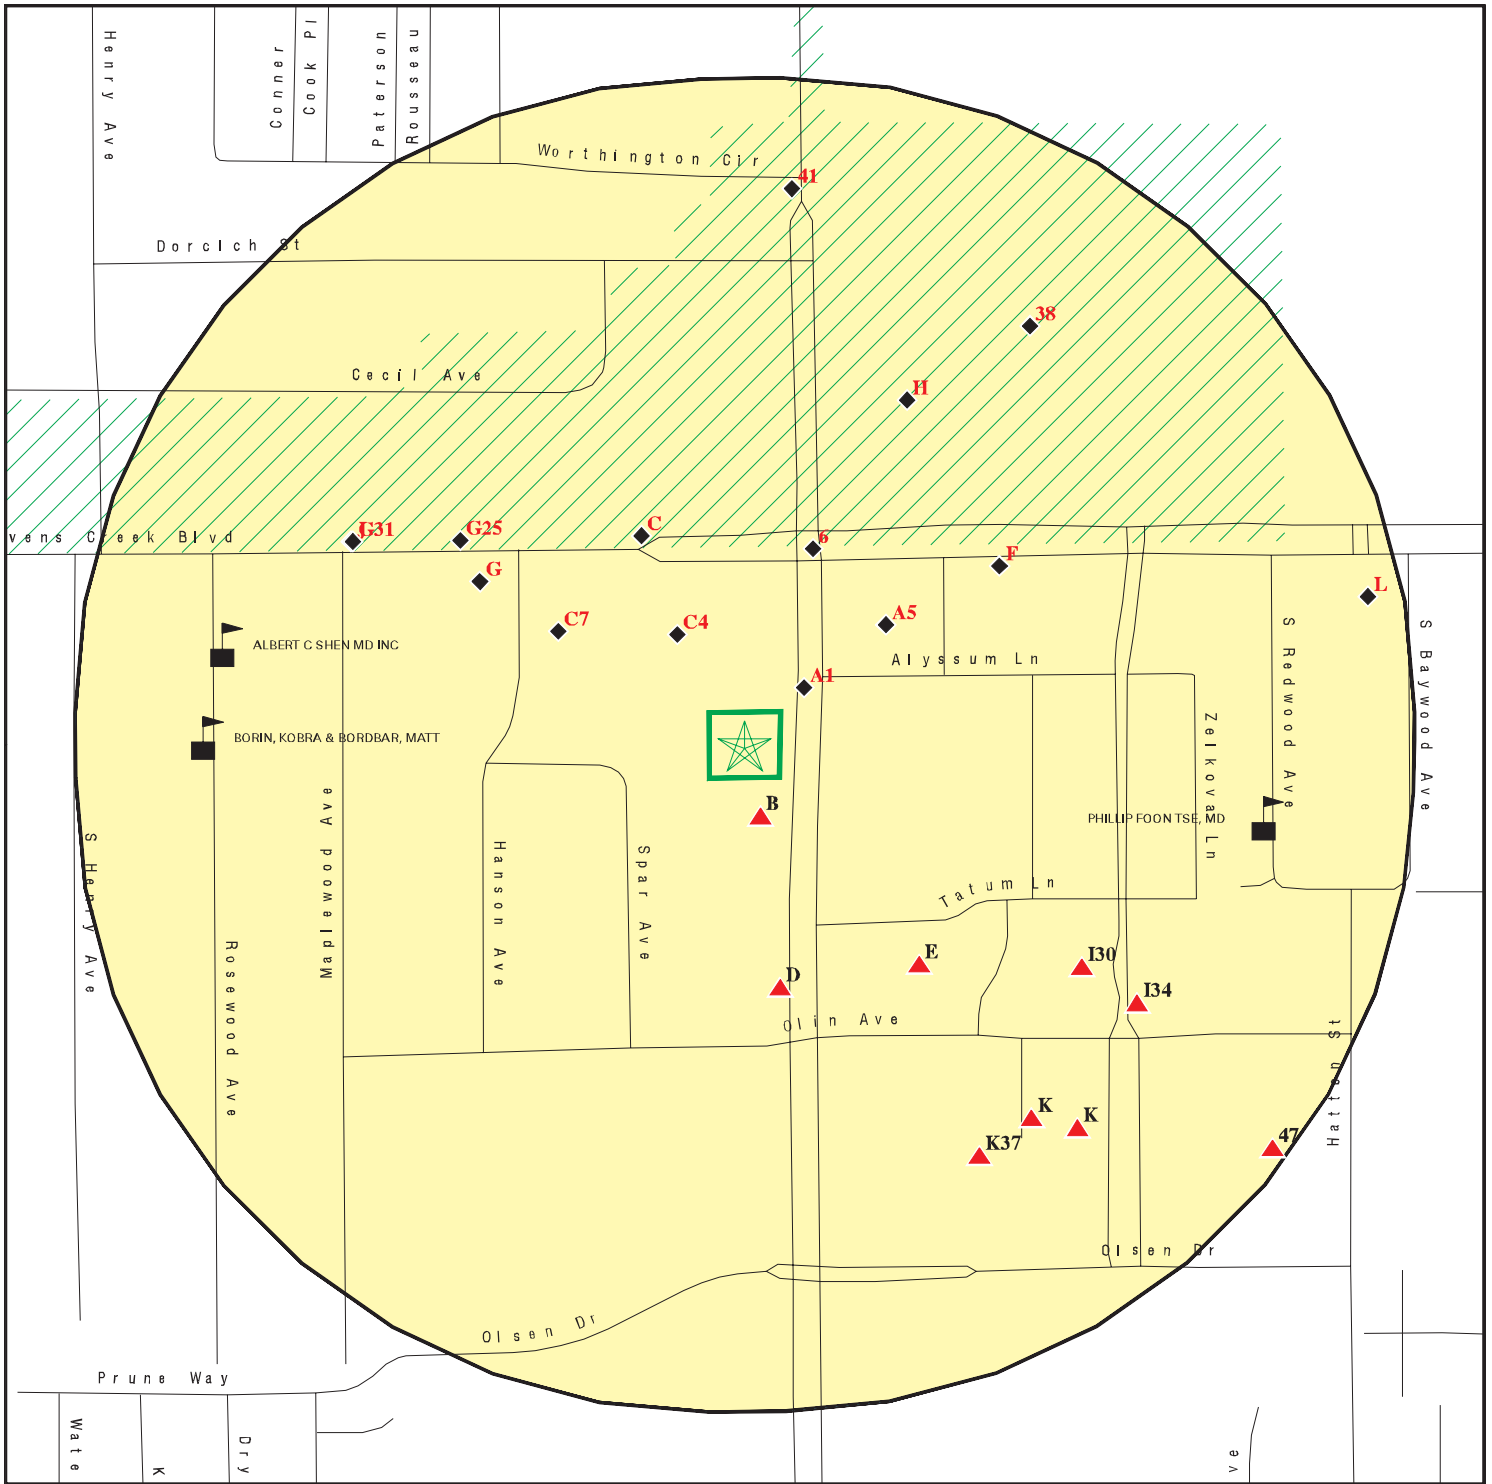 Henry Ave
Conner
Cook Pl
Paterson
Rousseau
Worthington Cir
41
Dorcich St
38
Cecil Ave
H
vens Creek Blvd
G31
G25
C
6
F
G
L
C7
C4
A5
ALBERT C SHEN MD INC
Alyssum Ln
A1
S Redwood Ave
S Baywood Ave
BORIN, KOBRA & BORDBAR, MATT
Zelkova Ln
B
PHILLIP FOON TSE, MD
S Henry Ave
Maplewood Ave
Hanson Ave
Spar Ave
Tatum Ln
Rosewood Ave
E
I30
D
I34
Olin Ave
Hatton St
K
K
K37
47
Olsen Dr
Olsen Dr
Prune Way
Wate
K
Dry
ve